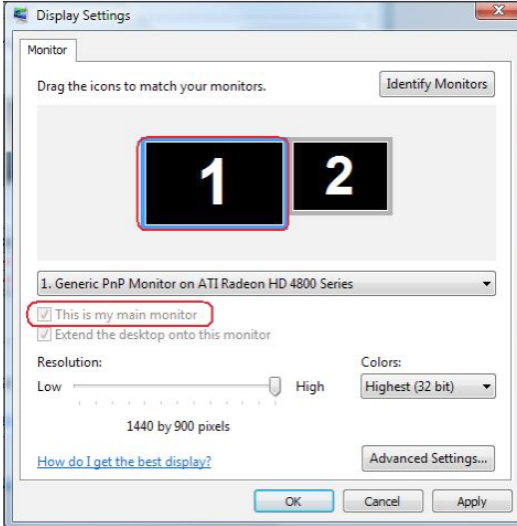 Display Settings
Monitor
Drag the icons to match your monitors.
Identify Monitors
1
2
1. Generic PnP Monitor on ATI Radeon HD 4800 Series
This is my main monitor
Extend the desktop onto this monitor
Resolution:
Colors:
Low
High
Highest (32 bit)
1440 by 900 pixels
How do I get the best display?
Advanced Settings...
OK
Cancel
Apply